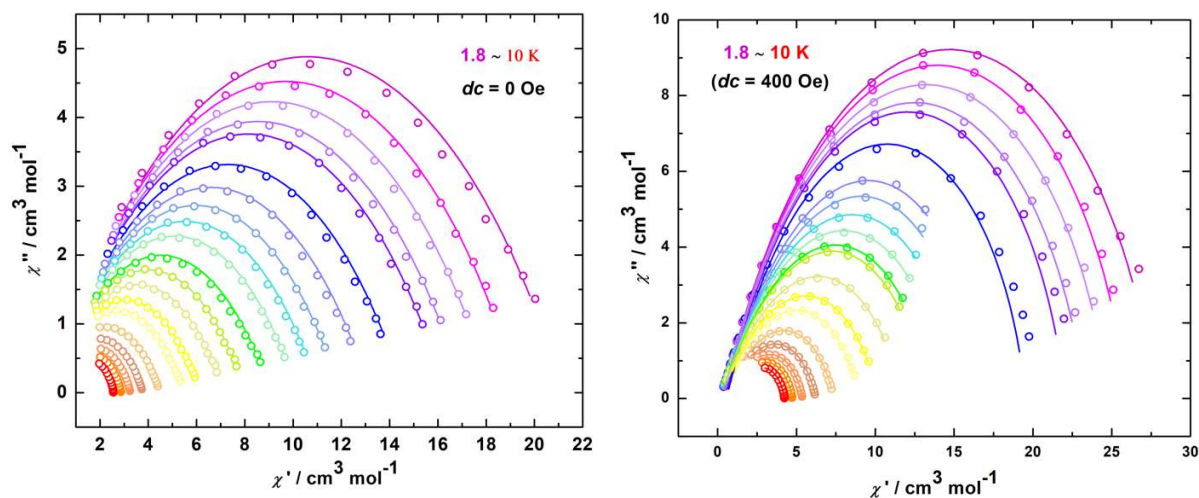 1.8 ~ 10 K
dc = 0 Oe
χ" / cm³ mol⁻¹
5
4
3
2
1
0
2 4 6 8 10 12 14 16 18 20 22
χ' / cm³ mol⁻¹
1.8 ~ 10 K
(dc = 400 Oe)
χ" / cm³ mol⁻¹
10
8
6
4
2
0
0 5 10 15 20 25 30
χ' / cm³ mol⁻¹